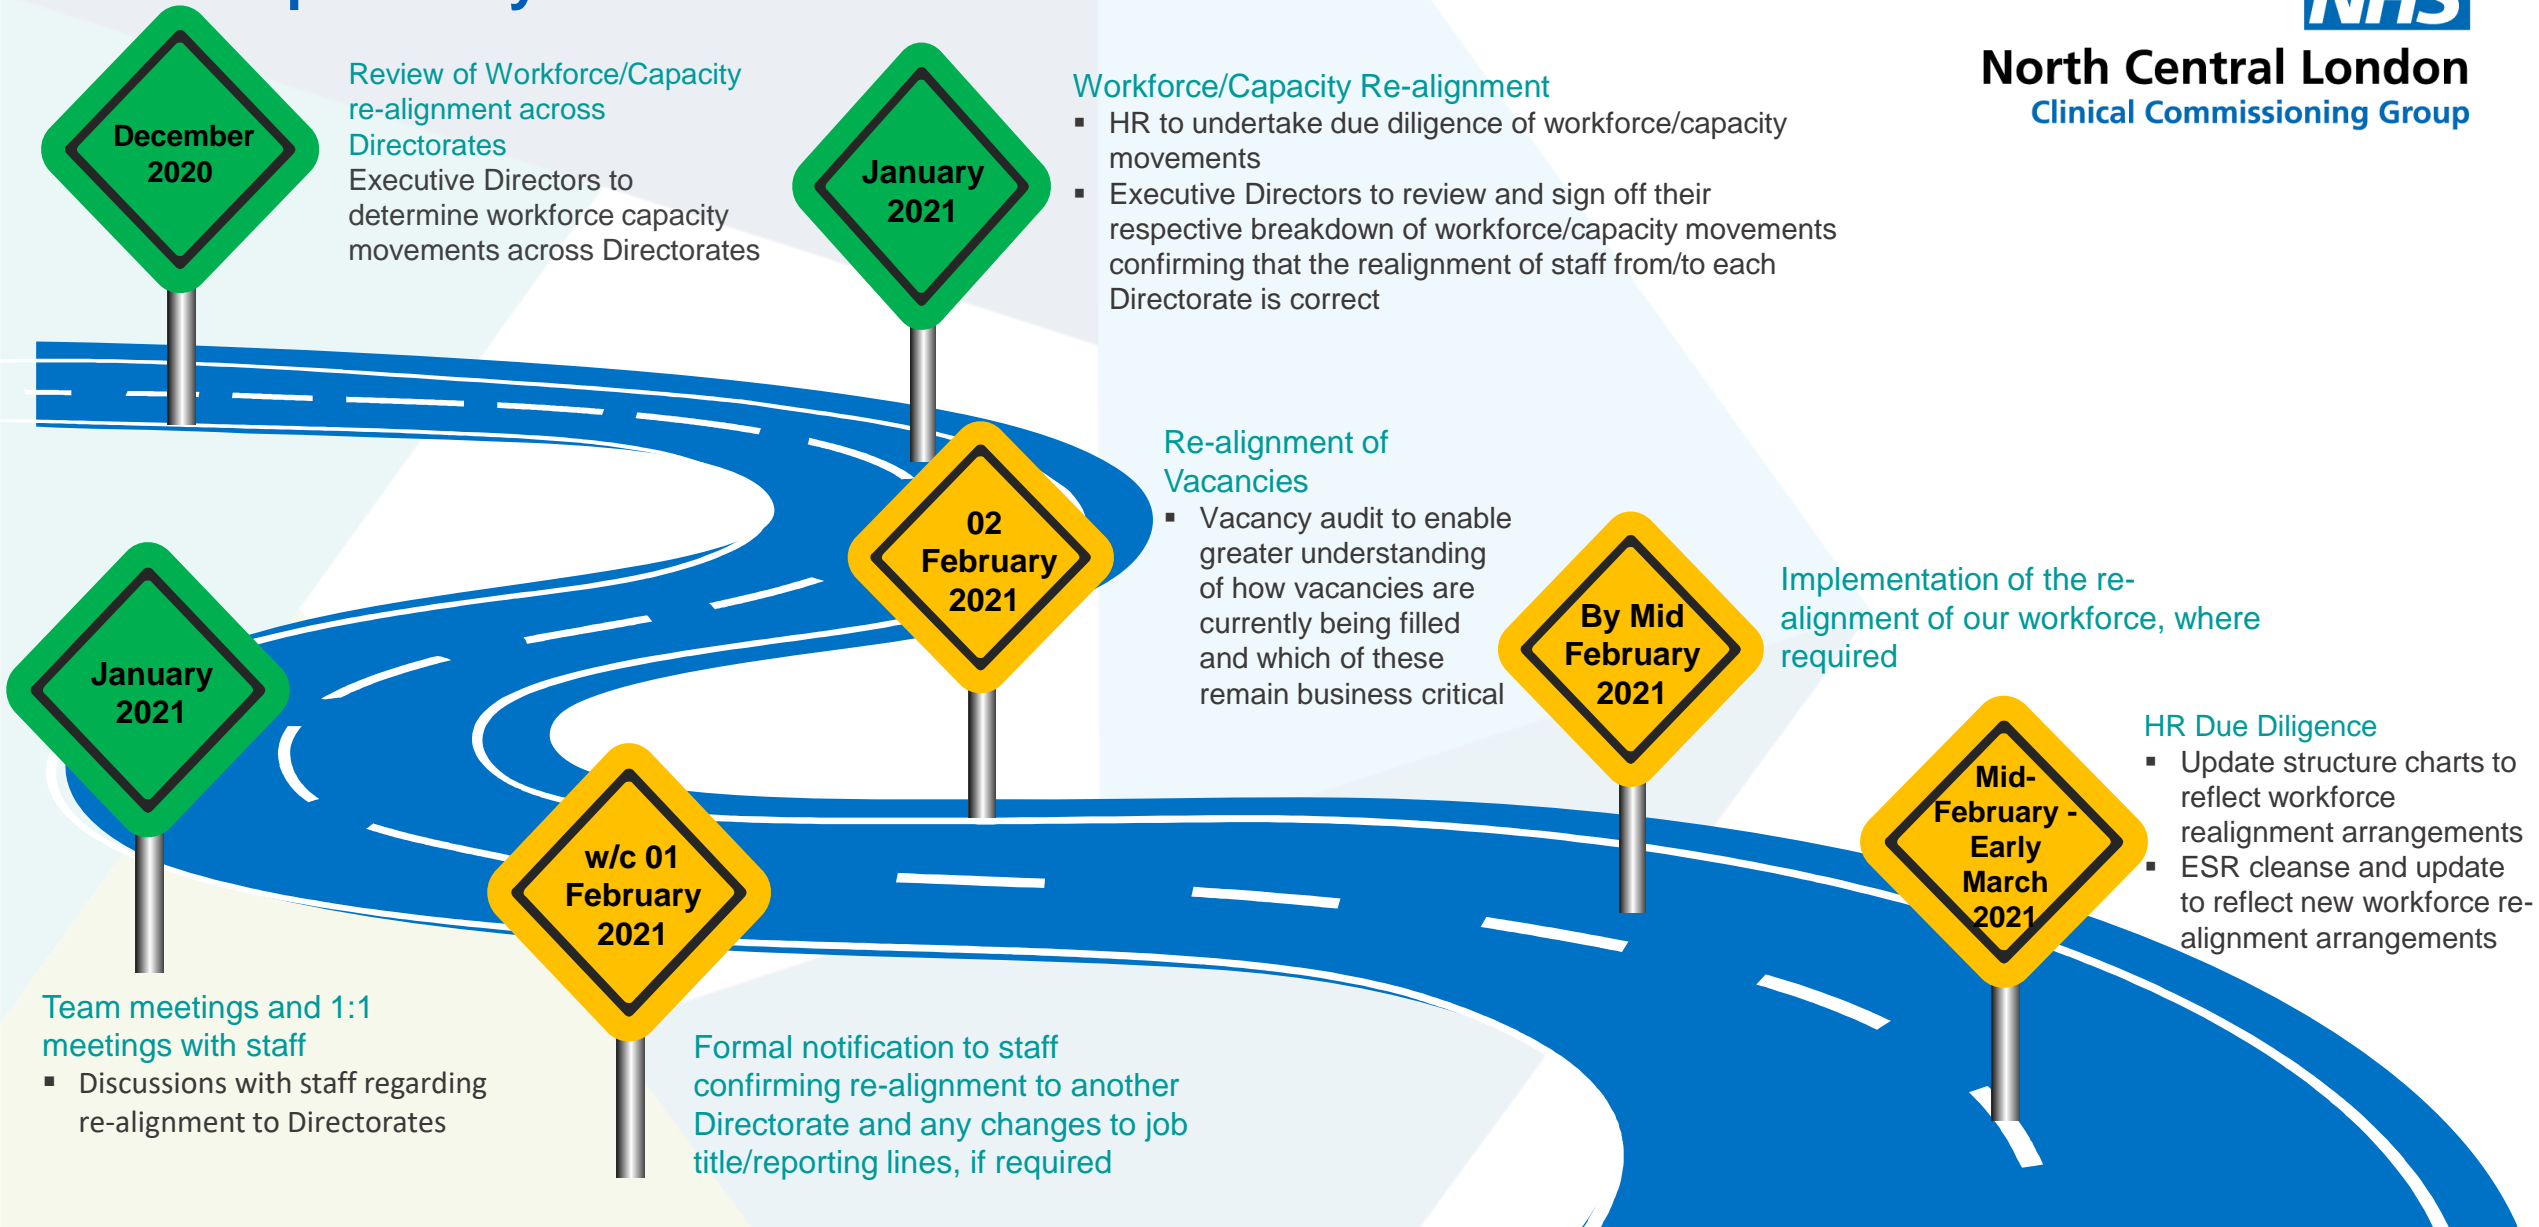 NHS
North Central London
Clinical Commissioning Group
December
2020
Review of Workforce/Capacity
re-alignment across
Directorates
Executive Directors to
determine workforce capacity
movements across Directorates
January
2021
Workforce/Capacity Re-alignment
▪ HR to undertake due diligence of workforce/capacity
movements
▪ Executive Directors to review and sign off their
respective breakdown of workforce/capacity movements
confirming that the realignment of staff from/to each
Directorate is correct
January
2021
Team meetings and 1:1
meetings with staff
▪ Discussions with staff regarding
re-alignment to Directorates
w/c 01
February
2021
Formal notification to staff
confirming re-alignment to another
Directorate and any changes to job
title/reporting lines, if required
02
February
2021
Re-alignment of
Vacancies
▪ Vacancy audit to enable
greater understanding
of how vacancies are
currently being filled
and which of these
remain business critical
By Mid
February
2021
Implementation of the re-
alignment of our workforce, where
required
Mid-
February -
Early
March
2021
HR Due Diligence
▪ Update structure charts to
reflect workforce
realignment arrangements
▪ ESR cleanse and update
to reflect new workforce re-
alignment arrangements